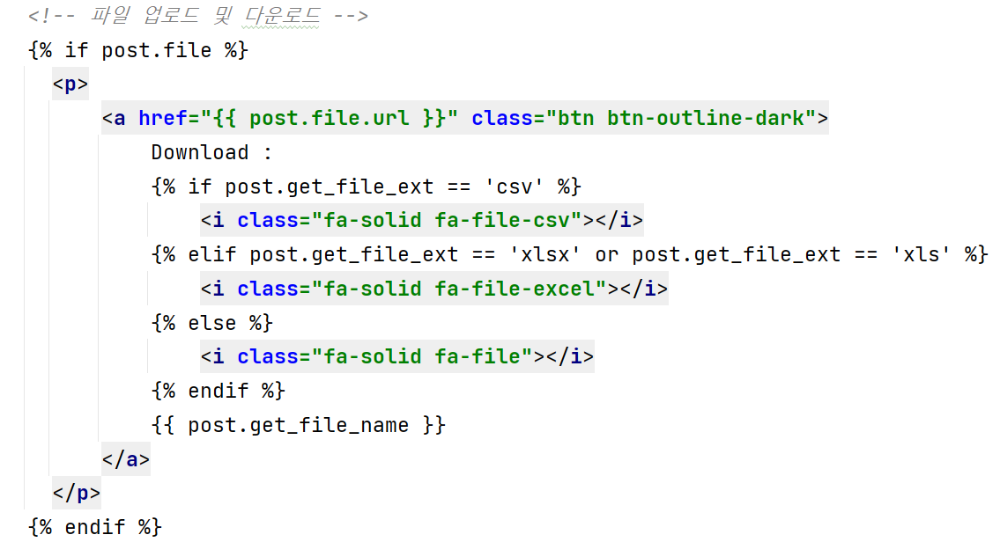 <!-- 파일 업로드 및 다운로드 -->
{% if post.file %}
<p>
<a href="{{ post.file.url }}" class="btn btn-outline-dark">
Download :
{% if post.get_file_ext == 'csv' %}
<i class="fa-solid fa-file-csv"></i>
{% elif post.get_file_ext == 'xlsx' or post.get_file_ext == 'xls' %}
<i class="fa-solid fa-file-excel"></i>
{% else %}
<i class="fa-solid fa-file"></i>
{% endif %}
{{ post.get_file_name }}
</a>
</p>
{% endif %}